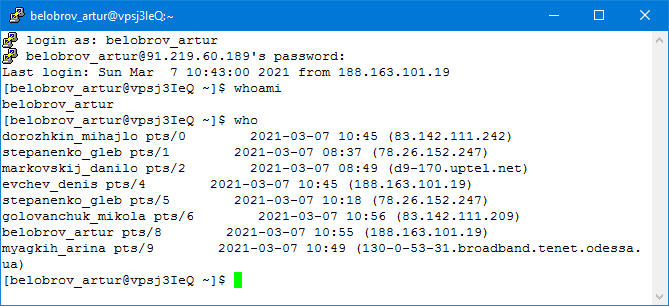 belobrov_artur@vpsj3IeQ:~
login as: belobrov_artur
belobrov_artur@91.219.60.189's password:
Last login: Sun Mar  7 10:43:00 2021 from 188.163.101.19
[belobrov_artur@vpsj3IeQ ~]$ whoami
belobrov_artur
[belobrov_artur@vpsj3IeQ ~]$ who
dorozhkin_mihajlo pts/0        2021-03-07 10:45 (83.142.111.242)
stepanenko_gleb pts/1        2021-03-07 08:37 (78.26.152.247)
markovskij_danilo pts/2        2021-03-07 08:49 (d9-170.uptel.net)
evchev_denis pts/4        2021-03-07 10:45 (188.163.101.19)
stepanenko_gleb pts/5        2021-03-07 10:18 (78.26.152.247)
golovanchuk_mikola pts/6        2021-03-07 10:56 (83.142.111.209)
belobrov_artur pts/8        2021-03-07 10:55 (188.163.101.19)
myagkih_arina pts/9        2021-03-07 10:49 (130-0-53-31.broadband.tenet.odessa.
ua)
[belobrov_artur@vpsj3IeQ ~]$